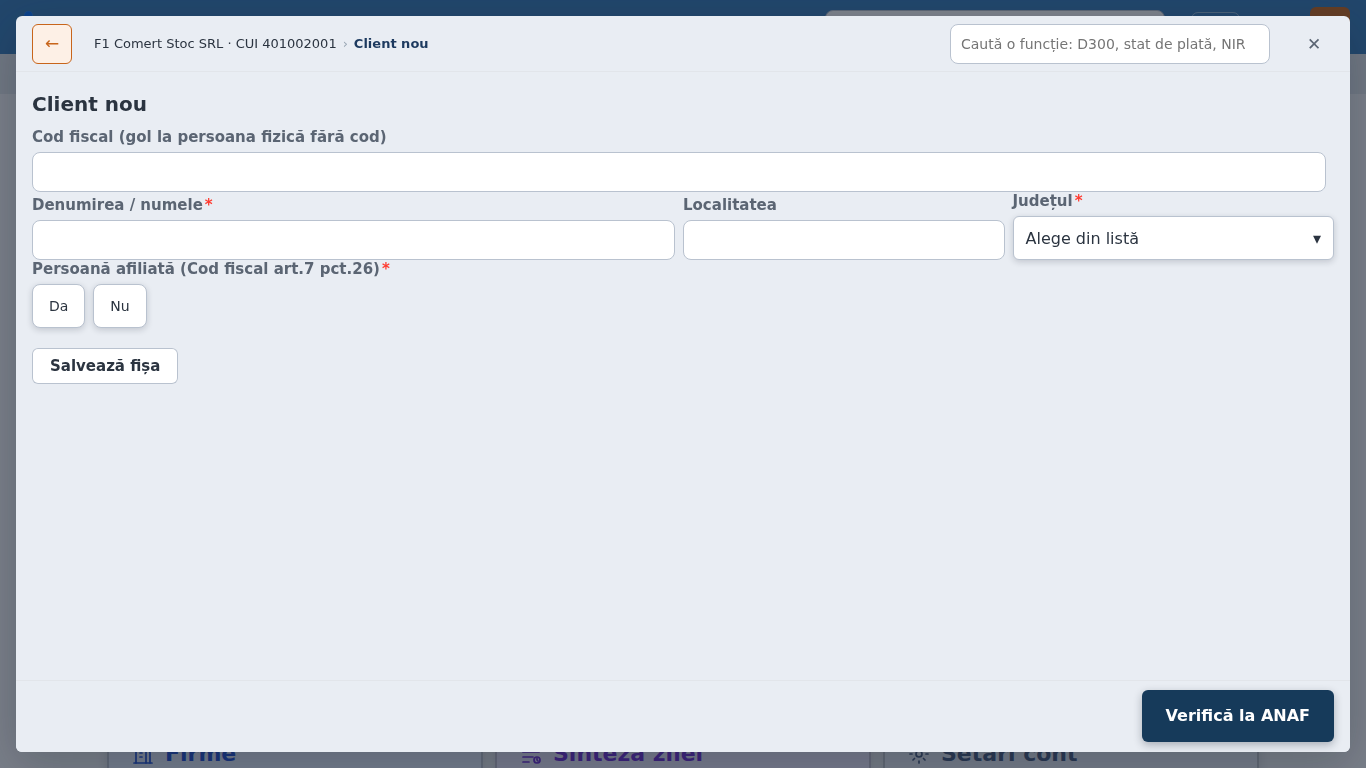 ←
F1 Comert Stoc SRL · CUI 401002001 › Client nou
Caută o funcție: D300, stat de plată, NIR
✕
Client nou
Cod fiscal (gol la persoana fizică fără cod)
Denumirea / numele*
Localitatea
Județul*
Alege din listă ▾
Persoană afiliată (Cod fiscal art.7 pct.26)*
Da
Nu
Salvează fișa
Verifică la ANAF
Firme
Sinteza zilei
Setări cont